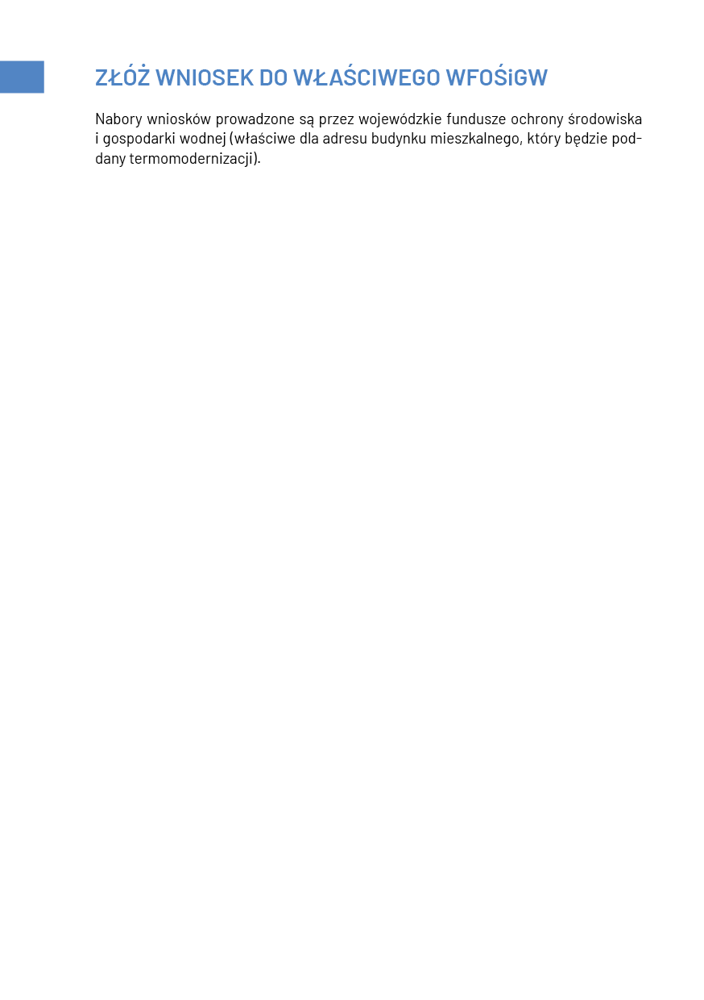 ZŁÓŻ WNIOSEK DO WŁAŚCIWEGO WFOŚiGW
Nabory wniosków prowadzone są przez wojewódzkie fundusze ochrony środowiska
i gospodarki wodnej (właściwe dla adresu budynku mieszkalnego, który będzie pod-
dany termomodernizacji).